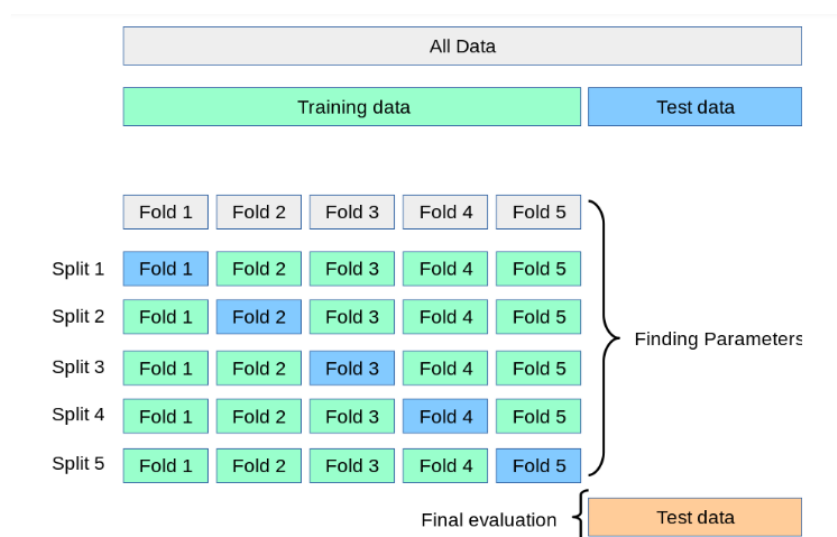 All Data
Training data Test data
Fold 1 Fold 2 Fold 3 Fold 4 Fold 5
Split 1 Fold 1 Fold 2 Fold 3 Fold 4 Fold 5
Split 2 Fold 1 Fold 2 Fold 3 Fold 4 Fold 5
Finding Parameters
Split 3 Fold 1 Fold 2 Fold 3 Fold 4 Fold 5
Split 4 Fold 1 Fold 2 Fold 3 Fold 4 Fold 5
Split 5 Fold 1 Fold 2 Fold 3 Fold 4 Fold 5
Final evaluation Test data